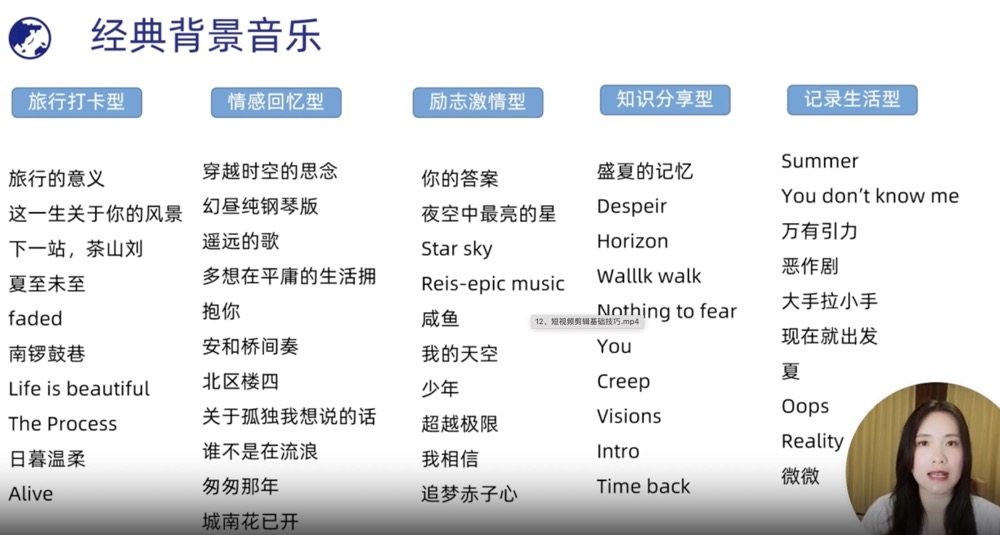 经典背景音乐
旅行打卡型
旅行的意义
这一生关于你的风景
下一站，茶山刘
夏至未至
faded
南锣鼓巷
Life is beautiful
The Process
日暮温柔
Alive
情感回忆型
穿越时空的思念
幻昼纯钢琴版
遥远的歌
多想在平庸的生活拥
抱你
安和桥间奏
北区楼四
关于孤独我想说的话
谁不是在流浪
匆匆那年
城南花已开
励志激情型
你的答案
夜空中最亮的星
Star sky
Reis-epic music
咸鱼
我的天空
少年
超越极限
我相信
追梦赤子心
知识分享型
盛夏的记忆
Despeir
Horizon
Walllk walk
Nothing to fear
12、短视频剪辑基础技巧.mp4
You
Creep
Visions
Intro
Time back
记录生活型
Summer
You don’t know me
万有引力
恶作剧
大手拉小手
现在就出发
夏
Oops
Reality
微微